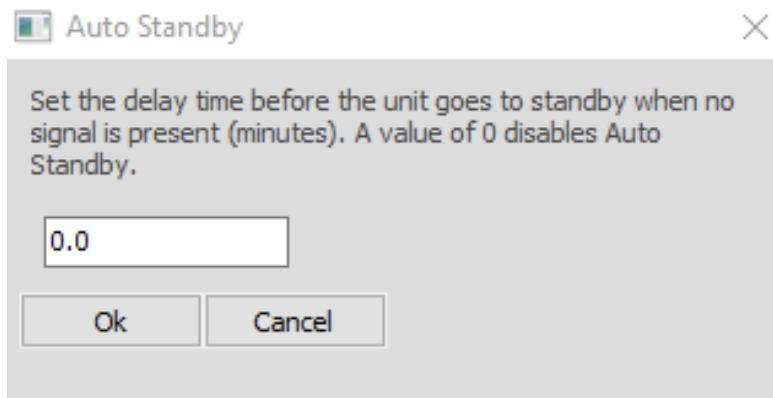 Auto Standby
Set the delay time before the unit goes to standby when no
signal is present (minutes). A value of 0 disables Auto
Standby.
0.0
Ok Cancel